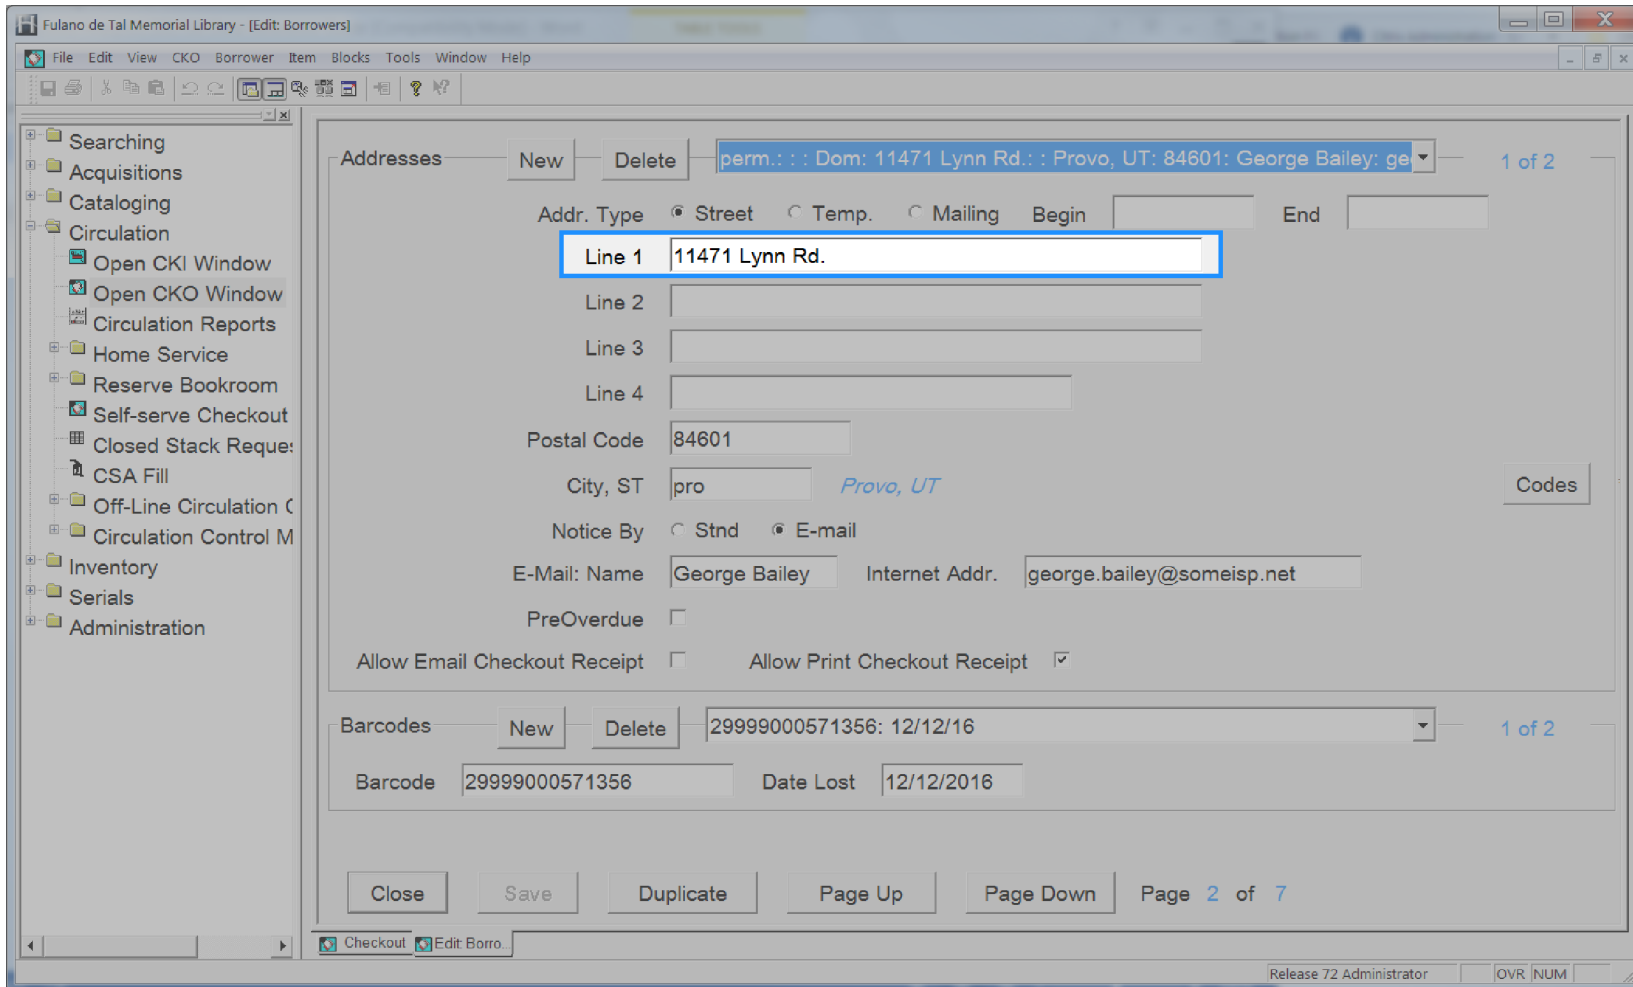 Fulano de Tal Memorial Library - [Edit: Borrowers]
File Edit View CKO Borrower Item Blocks Tools Window Help
Searching
Acquisitions
Cataloging
Circulation
Open CKI Window
Open CKO Window
Circulation Reports
Home Service
Reserve Bookroom
Self-serve Checkout
Closed Stack Reques
CSA Fill
Off-Line Circulation C
Circulation Control M
Inventory
Serials
Administration
Addresses New Delete perm.: : : Dom: 11471 Lynn Rd.: : Provo, UT: 84601: George Bailey: ge 1 of 2
Addr. Type Street Temp. Mailing Begin End
Line 1 11471 Lynn Rd.
Line 2
Line 3
Line 4
Postal Code 84601
City, ST pro Provo, UT Codes
Notice By Stnd E-mail
E-Mail: Name George Bailey Internet Addr. george.bailey@someisp.net
PreOverdue
Allow Email Checkout Receipt Allow Print Checkout Receipt
Barcodes New Delete 29999000571356: 12/12/16 1 of 2
Barcode 29999000571356 Date Lost 12/12/2016
Close Save Duplicate Page Up Page Down Page 2 of 7
Checkout Edit: Borro...
Release 72 Administrator OVR NUM